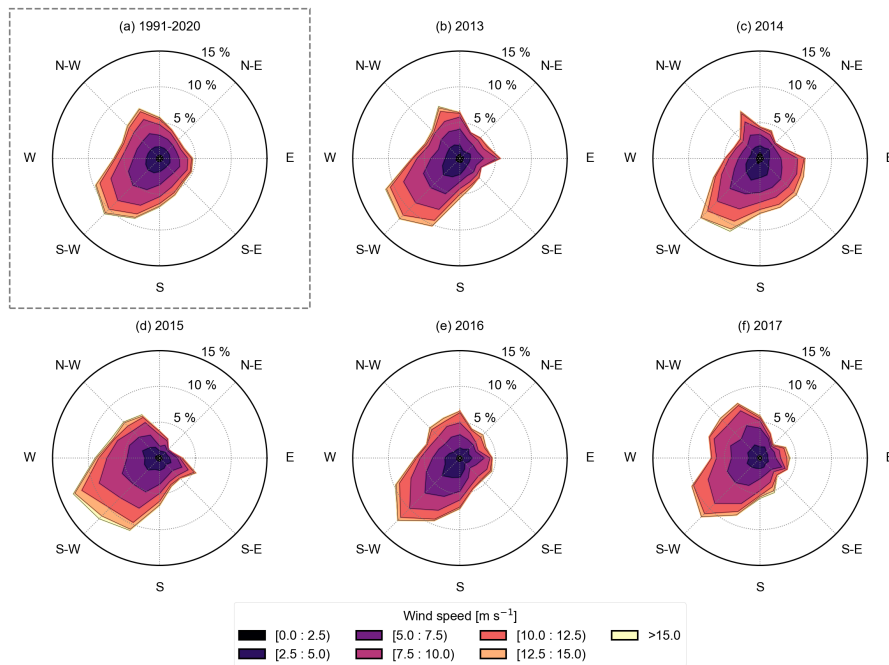 (a) 1991-2020
15 %
N-W
N-E
10 %
5 %
W
E
S-W
S-E
S
(b) 2013
15 %
N-W
N-E
10 %
5 %
W
E
S-W
S-E
S
(c) 2014
15 %
N-W
N-E
10 %
5 %
W
S-W
S-E
S
(d) 2015
15 %
N-W
N-E
10 %
5 %
W
E
S-W
S-E
S
(e) 2016
15 %
N-W
N-E
10 %
5 %
W
E
S-W
S-E
S
(f) 2017
15 %
N-W
N-E
10 %
5 %
W
S-W
S-E
S
Wind speed [m s⁻¹]
[0.0 : 2.5)
[5.0 : 7.5)
[10.0 : 12.5)
>15.0
[2.5 : 5.0)
[7.5 : 10.0)
[12.5 : 15.0)